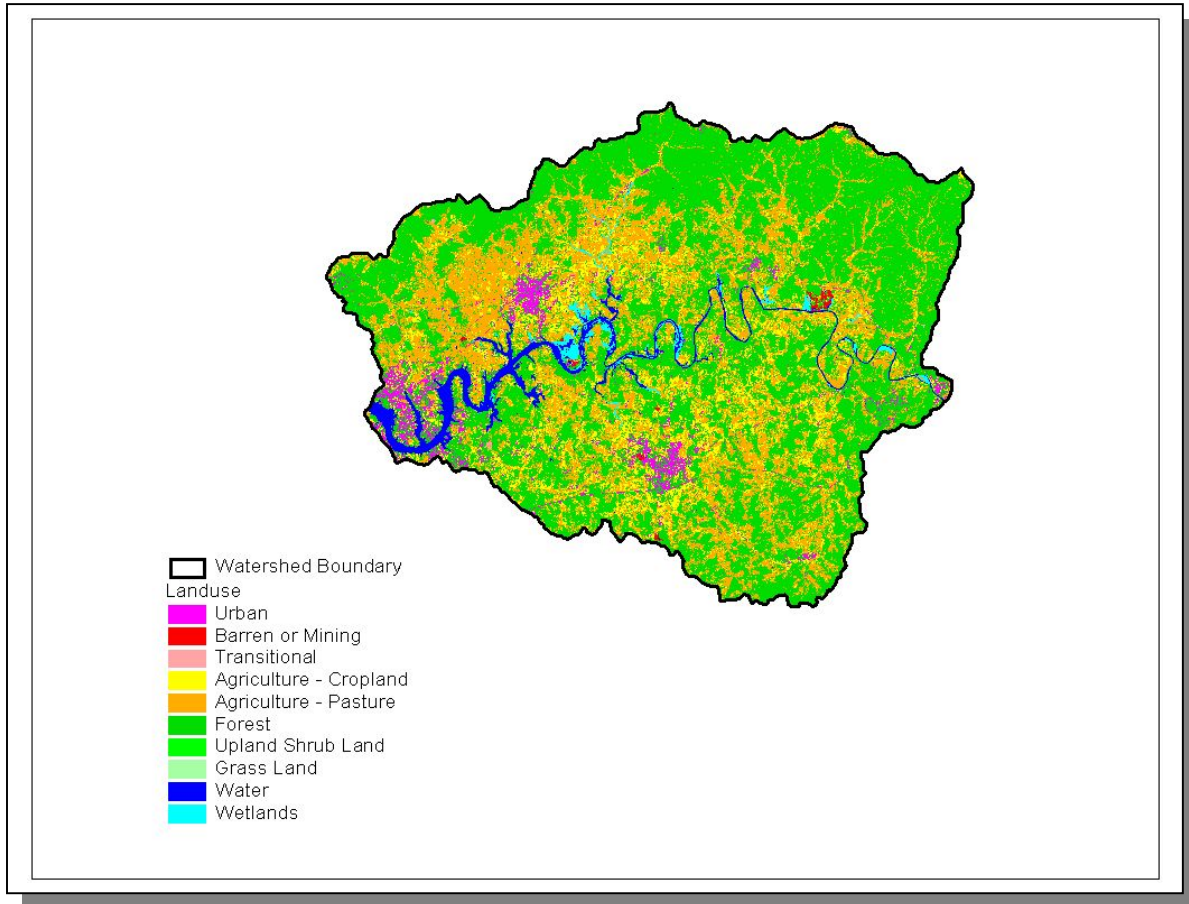 Watershed Boundary
Landuse
Urban
Barren or Mining
Transitional
Agriculture - Cropland
Agriculture - Pasture
Forest
Upland Shrub Land
Grass Land
Water
Wetlands